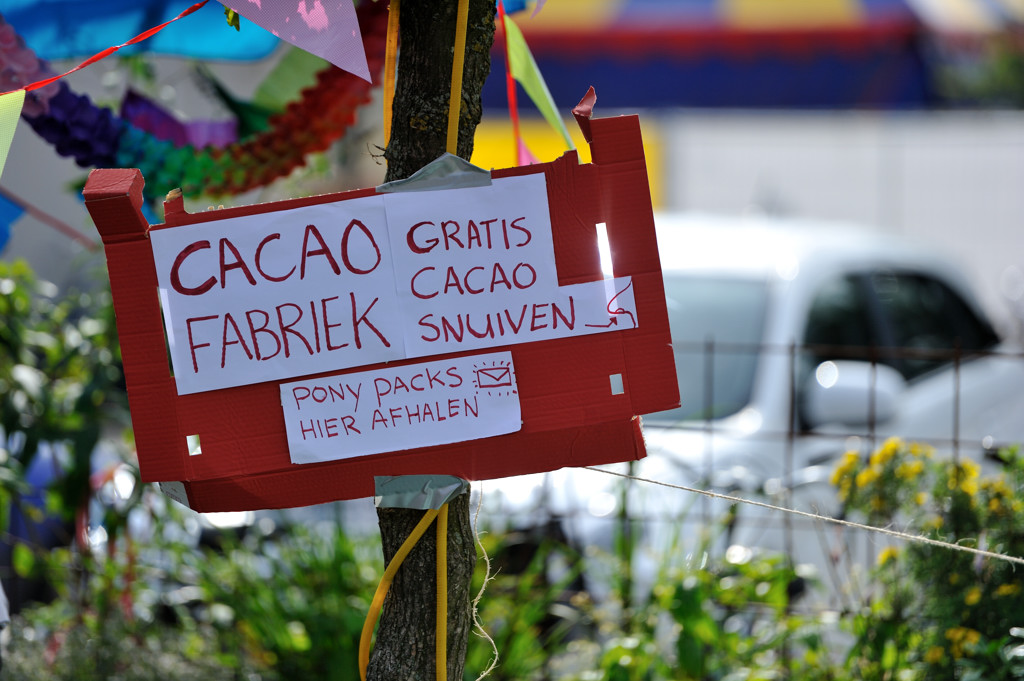 CACAO
FABRIEK
GRATIS
CACAO
SNUIVEN
PONY PACKS
HIER AFHALEN